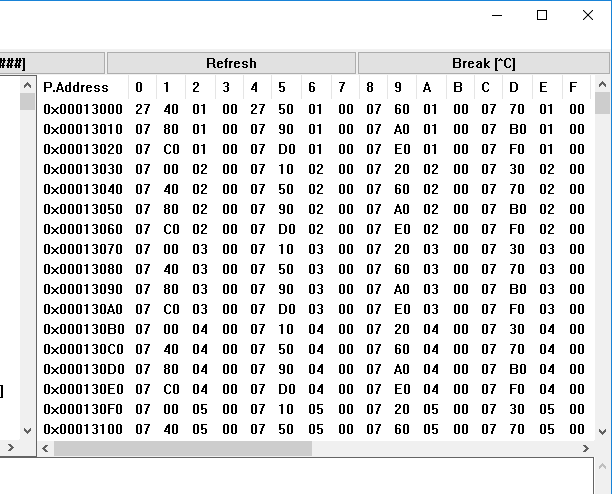 ###] Refresh Break [^C]
P.Address 0 1 2 3 4 5 6 7 8 9 A B C D E F
0x00013000 27 40 01 00 27 50 01 00 07 60 01 00 07 70 01 00
0x00013010 07 80 01 00 07 90 01 00 07 A0 01 00 07 B0 01 00
0x00013020 07 C0 01 00 07 D0 01 00 07 E0 01 00 07 F0 01 00
0x00013030 07 00 02 00 07 10 02 00 07 20 02 00 07 30 02 00
0x00013040 07 40 02 00 07 50 02 00 07 60 02 00 07 70 02 00
0x00013050 07 80 02 00 07 90 02 00 07 A0 02 00 07 B0 02 00
0x00013060 07 C0 02 00 07 D0 02 00 07 E0 02 00 07 F0 02 00
0x00013070 07 00 03 00 07 10 03 00 07 20 03 00 07 30 03 00
0x00013080 07 40 03 00 07 50 03 00 07 60 03 00 07 70 03 00
0x00013090 07 80 03 00 07 90 03 00 07 A0 03 00 07 B0 03 00
0x000130A0 07 C0 03 00 07 D0 03 00 07 E0 03 00 07 F0 03 00
0x000130B0 07 00 04 00 07 10 04 00 07 20 04 00 07 30 04 00
0x000130C0 07 40 04 00 07 50 04 00 07 60 04 00 07 70 04 00
0x000130D0 07 80 04 00 07 90 04 00 07 A0 04 00 07 B0 04 00
] 0x000130E0 07 C0 04 00 07 D0 04 00 07 E0 04 00 07 F0 04 00
0x000130F0 07 00 05 00 07 10 05 00 07 20 05 00 07 30 05 00
0x00013100 07 40 05 00 07 50 05 00 07 60 05 00 07 70 05 00